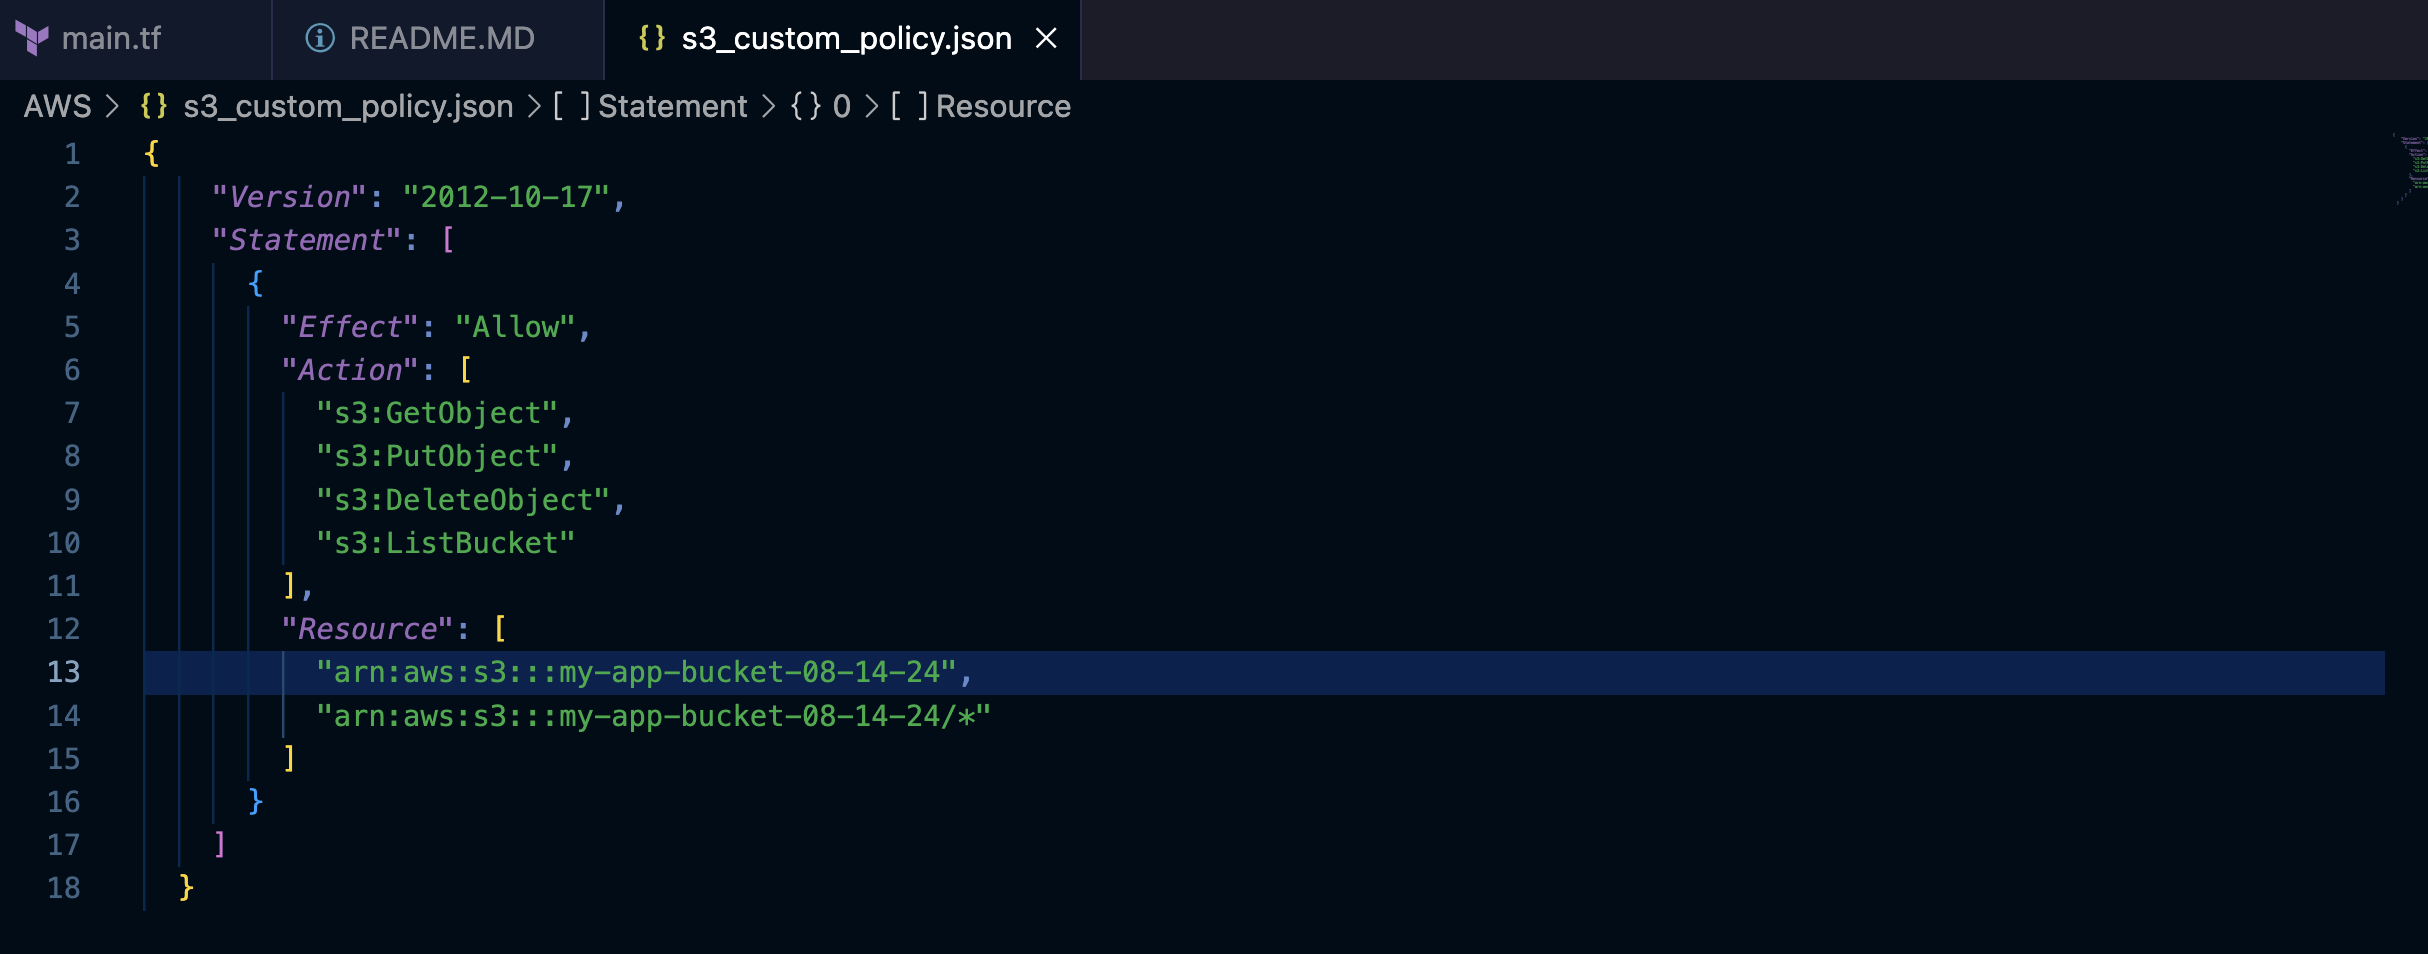 main.tf README.MD s3_custom_policy.json
AWS > {} s3_custom_policy.json > [ ] Statement > {} 0 > [ ] Resource
1 {
2 "Version": "2012-10-17",
3 "Statement": [
4 {
5 "Effect": "Allow",
6 "Action": [
7 "s3:GetObject",
8 "s3:PutObject",
9 "s3:DeleteObject",
10 "s3:ListBucket"
11 ],
12 "Resource": [
13 "arn:aws:s3:::my-app-bucket-08-14-24",
14 "arn:aws:s3:::my-app-bucket-08-14-24/*"
15 ]
16 }
17 ]
18 }